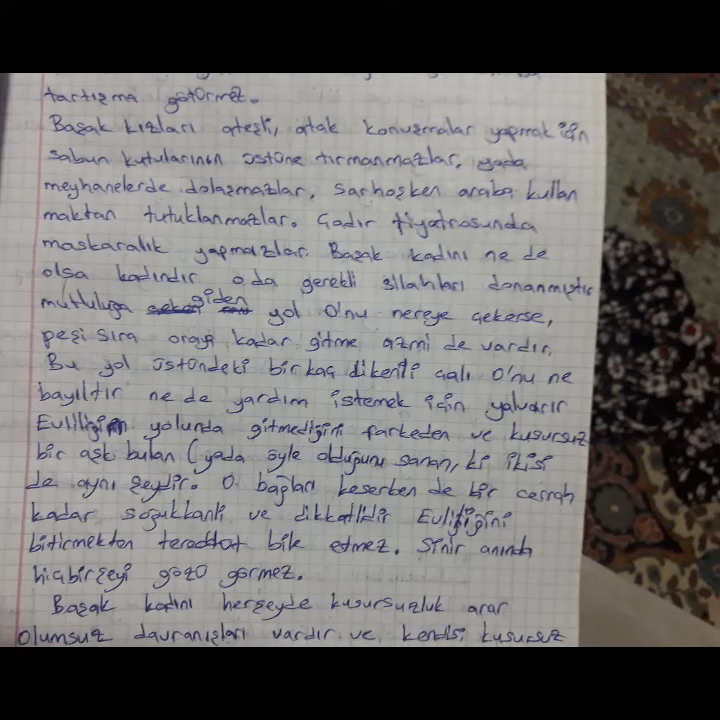 tartışma götürmez.
Başak kızları ateşli, atak konuşmalar yapmak için
sabun kutularının üstüne tırmanmazlar, yada
meyhanelerde dolaşmazlar, sarhoşken araba kullan
maktan tutuklanmazlar. Çadır tiyatrosunda
maskaralık yapmazlar. Başak kadını ne de
olsa kadındır, oda gerekli silahları donanmıştır
mutluluğa giden yol O'nu nereye çekerse,
peşi sıra oraya kadar gitme azmi de vardır.
Bu yol üstündeki birkaç dikenli çalı O'nu ne
bayıltır ne de yardım istemek için yalvarır
Evliliğin yolunda gitmediğini farkeden ve kusursuz
bir aşk bulan (yada öyle olduğunu sanan, ki ikisi
de aynı şeydir. O bağları keserken de bir cerrah
kadar soğukkanlı ve dikkatlidir Evliliğini
bitirmekten tereddüt bile etmez. Sinir anında
hiçbirşeyi gözü görmez.
Başak kadını herşeyde kusursuzluk arar
Olumsuz davranışları vardır ve, kendisi kusursuz